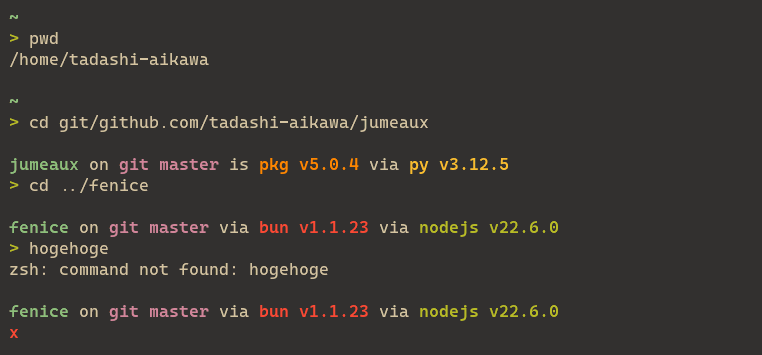 ~
> pwd
/home/tadashi-aikawa
~
> cd git/github.com/tadashi-aikawa/jumeaux
jumeaux on git master is pkg v5.0.4 via py v3.12.5
> cd ../fenice
fenice on git master via bun v1.1.23 via nodejs v22.6.0
> hogehoge
zsh: command not found: hogehoge
fenice on git master via bun v1.1.23 via nodejs v22.6.0
x